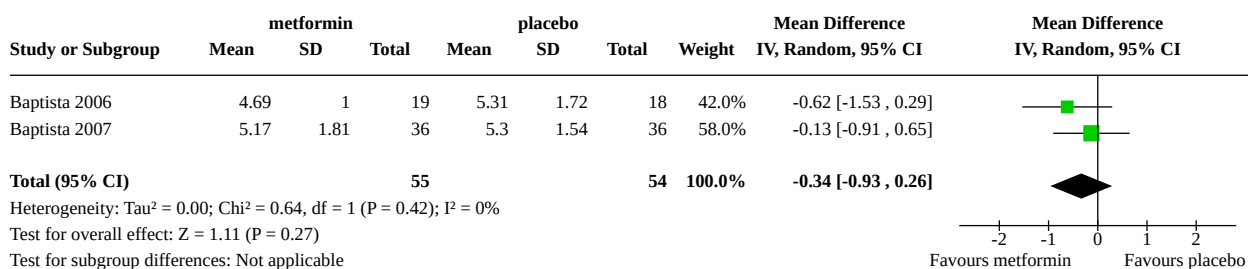 metformin placebo Mean Difference Mean Difference
Study or Subgroup Mean SD Total Mean SD Total Weight IV, Random, 95% CI IV, Random, 95% CI
Baptista 2006 4.69 1 19 5.31 1.72 18 42.0% -0.62 [-1.53 , 0.29]
Baptista 2007 5.17 1.81 36 5.3 1.54 36 58.0% -0.13 [-0.91 , 0.65]
Total (95% CI) 55 54 100.0% -0.34 [-0.93 , 0.26]
Heterogeneity: Tau² = 0.00; Chi² = 0.64, df = 1 (P = 0.42); I² = 0%
Test for overall effect: Z = 1.11 (P = 0.27)
-2 -1 0 1 2
Test for subgroup differences: Not applicable Favours metformin Favours placebo